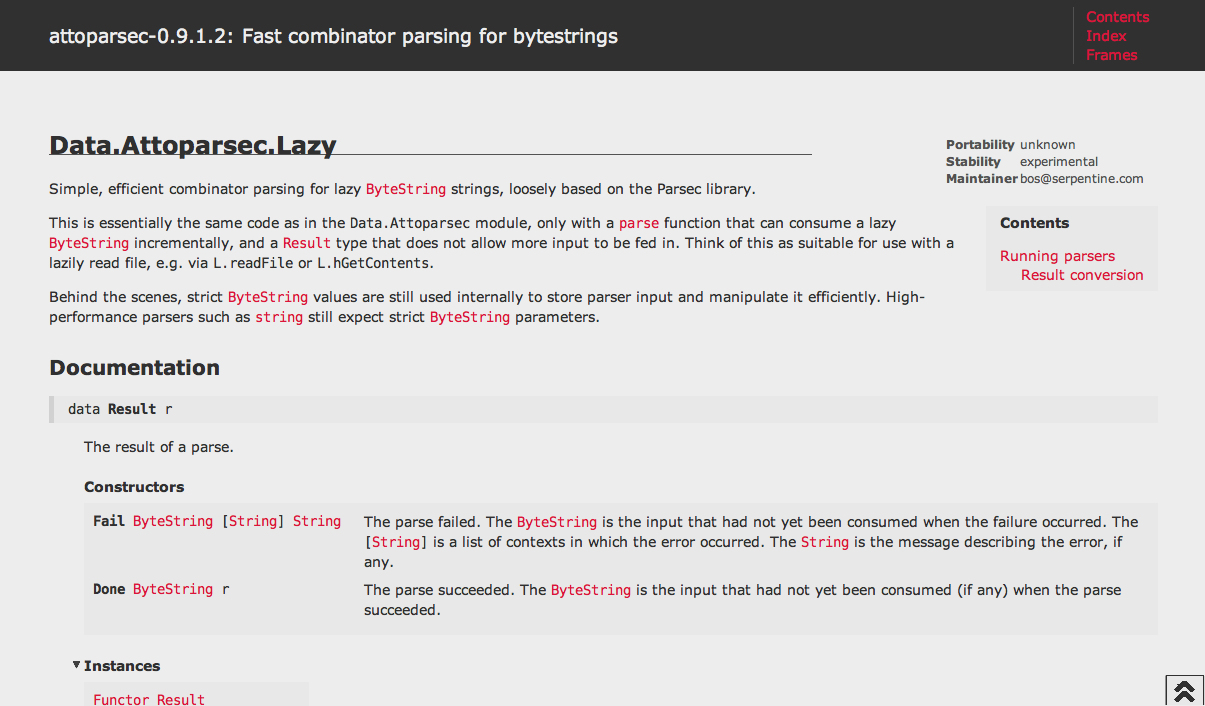 attoparsec-0.9.1.2: Fast combinator parsing for bytestrings
Contents
Index
Frames
Data.Attoparsec.Lazy
Portability unknown
Stability experimental
Maintainer bos@serpentine.com
Simple, efficient combinator parsing for lazy ByteString strings, loosely based on the Parsec library.
This is essentially the same code as in the Data.Attoparsec module, only with a parse function that can consume a lazy
ByteString incrementally, and a Result type that does not allow more input to be fed in. Think of this as suitable for use with a
lazily read file, e.g. via L.readFile or L.hGetContents.
Contents
Running parsers
Result conversion
Behind the scenes, strict ByteString values are still used internally to store parser input and manipulate it efficiently. High-
performance parsers such as string still expect strict ByteString parameters.
Documentation
data Result r
The result of a parse.
Constructors
Fail ByteString [String] String
The parse failed. The ByteString is the input that had not yet been consumed when the failure occurred. The
[String] is a list of contexts in which the error occurred. The String is the message describing the error, if
any.
Done ByteString r
The parse succeeded. The ByteString is the input that had not yet been consumed (if any) when the parse
succeeded.
Instances
Functor Result